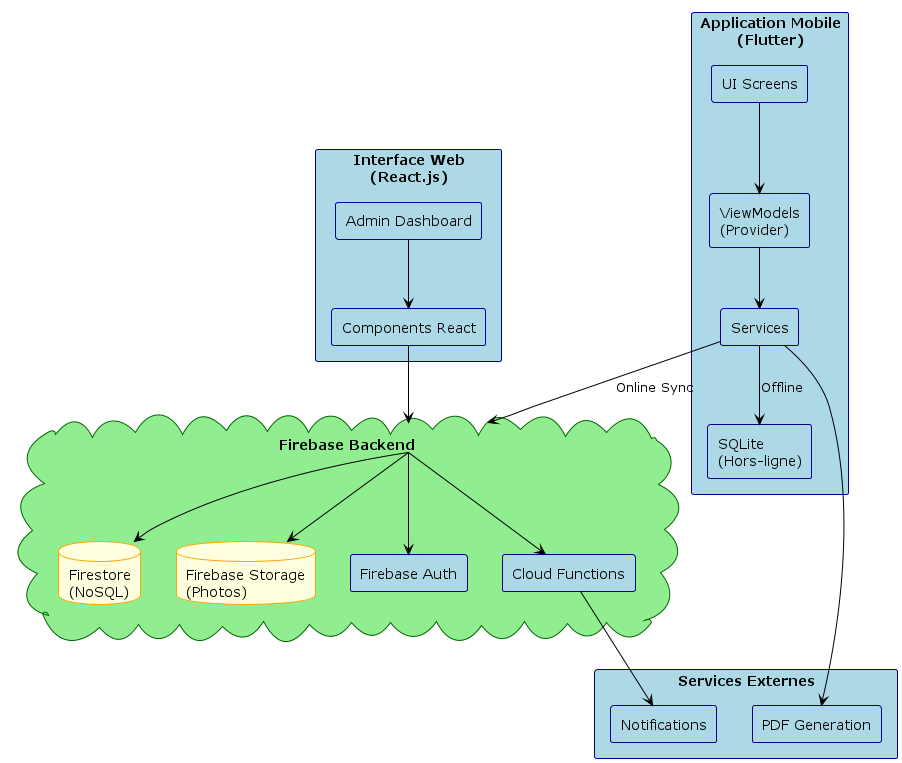 Application Mobile
(Flutter)
UI Screens
Interface Web
(React.js)
Admin Dashboard
ViewModels
(Provider)
Components React
Services
Online Sync
Offline
Firebase Backend
SQLite
(Hors-ligne)
Firestore
(NoSQL)
Firebase Storage
(Photos)
Firebase Auth
Cloud Functions
Services Externes
Notifications
PDF Generation